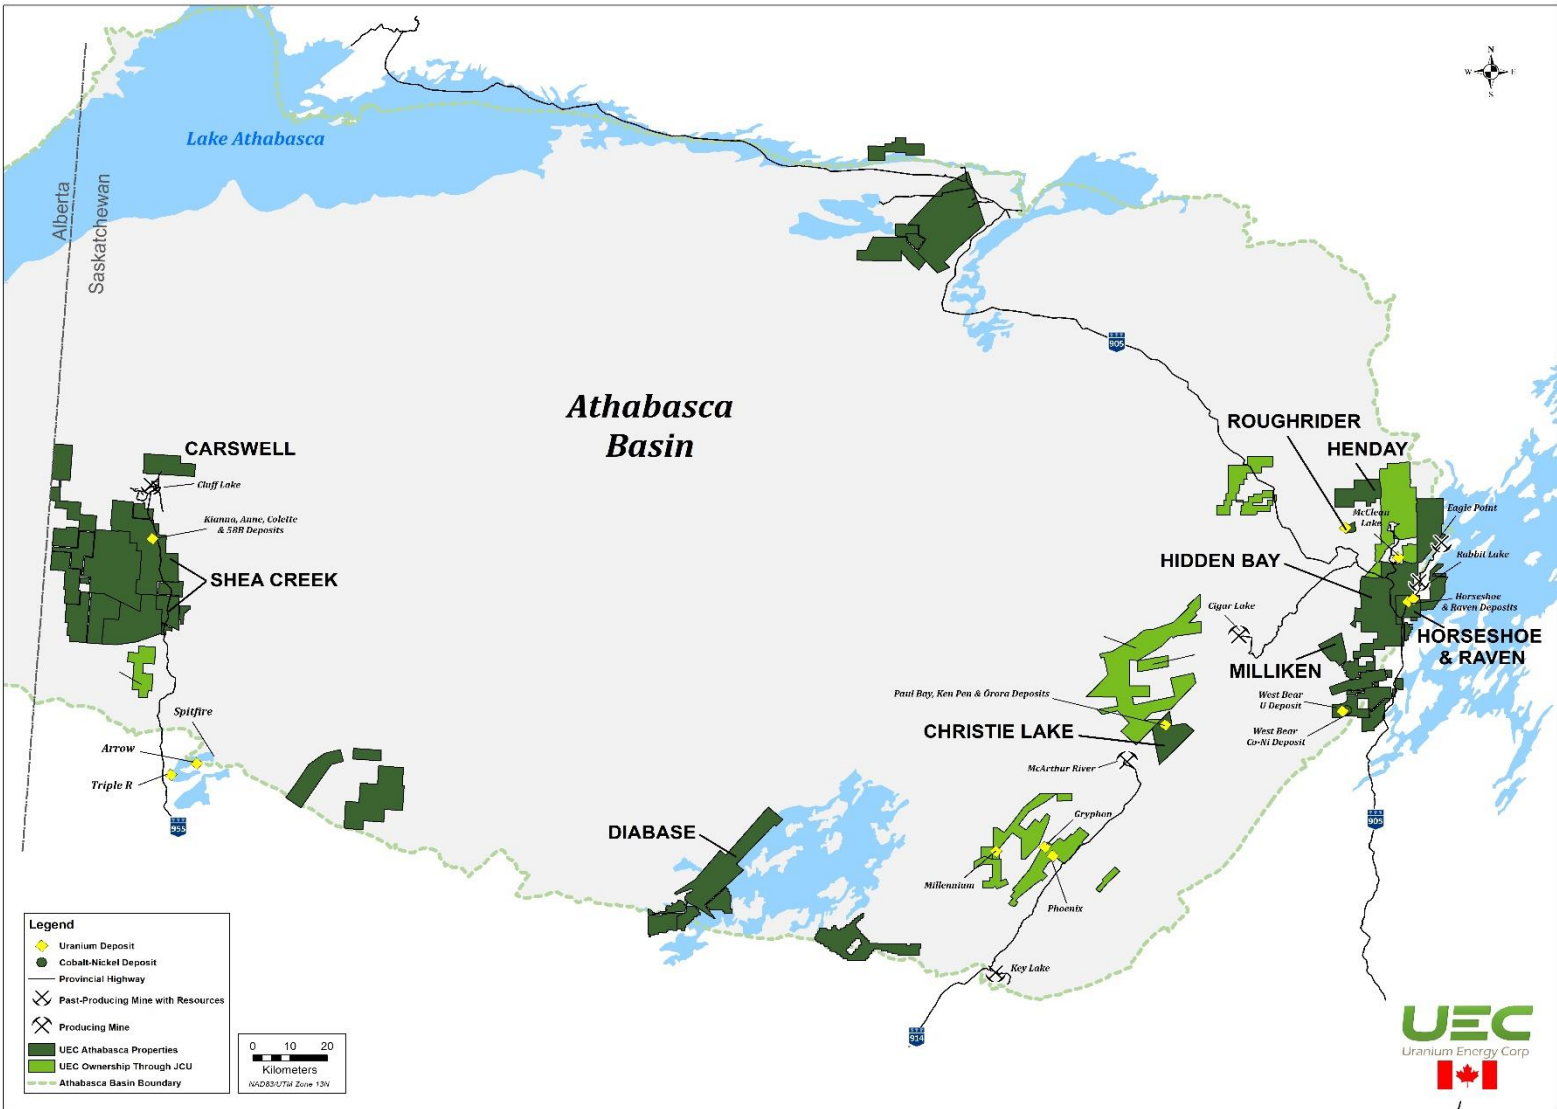 N
W
E
S
Lake Athabasca
Alberta
Saskatchewan
905
Athabasca
Basin
ROUGHRIDER
HENDAY
CARSWELL
Cluff Lake
McClean
Lake
Eagle Point
Kianna, Anne, Colette
& 58B Deposits
Rabbit Lake
HIDDEN BAY
SHEA CREEK
Horseshoe
& Raven Deposits
Cigar Lake
HORSESHOE
& RAVEN
MILLIKEN
Paul Bay, Ken Pen & Ōrora Deposits
West Bear
U Deposit
Spitfire
CHRISTIE LAKE
West Bear
Co-Ni Deposit
Arrow
McArthur River
Triple R
Gryphon
955
905
DIABASE
Millennium
Phoenix
Key Lake
914
Legend
Uranium Deposit
Cobalt-Nickel Deposit
Provincial Highway
Past-Producing Mine with Resources
Producing Mine
UEC Athabasca Properties
UEC Ownership Through JCU
Athabasca Basin Boundary
0 10 20
Kilometers
NAD83/UTM Zone 13N
UEC
Uranium Energy Corp